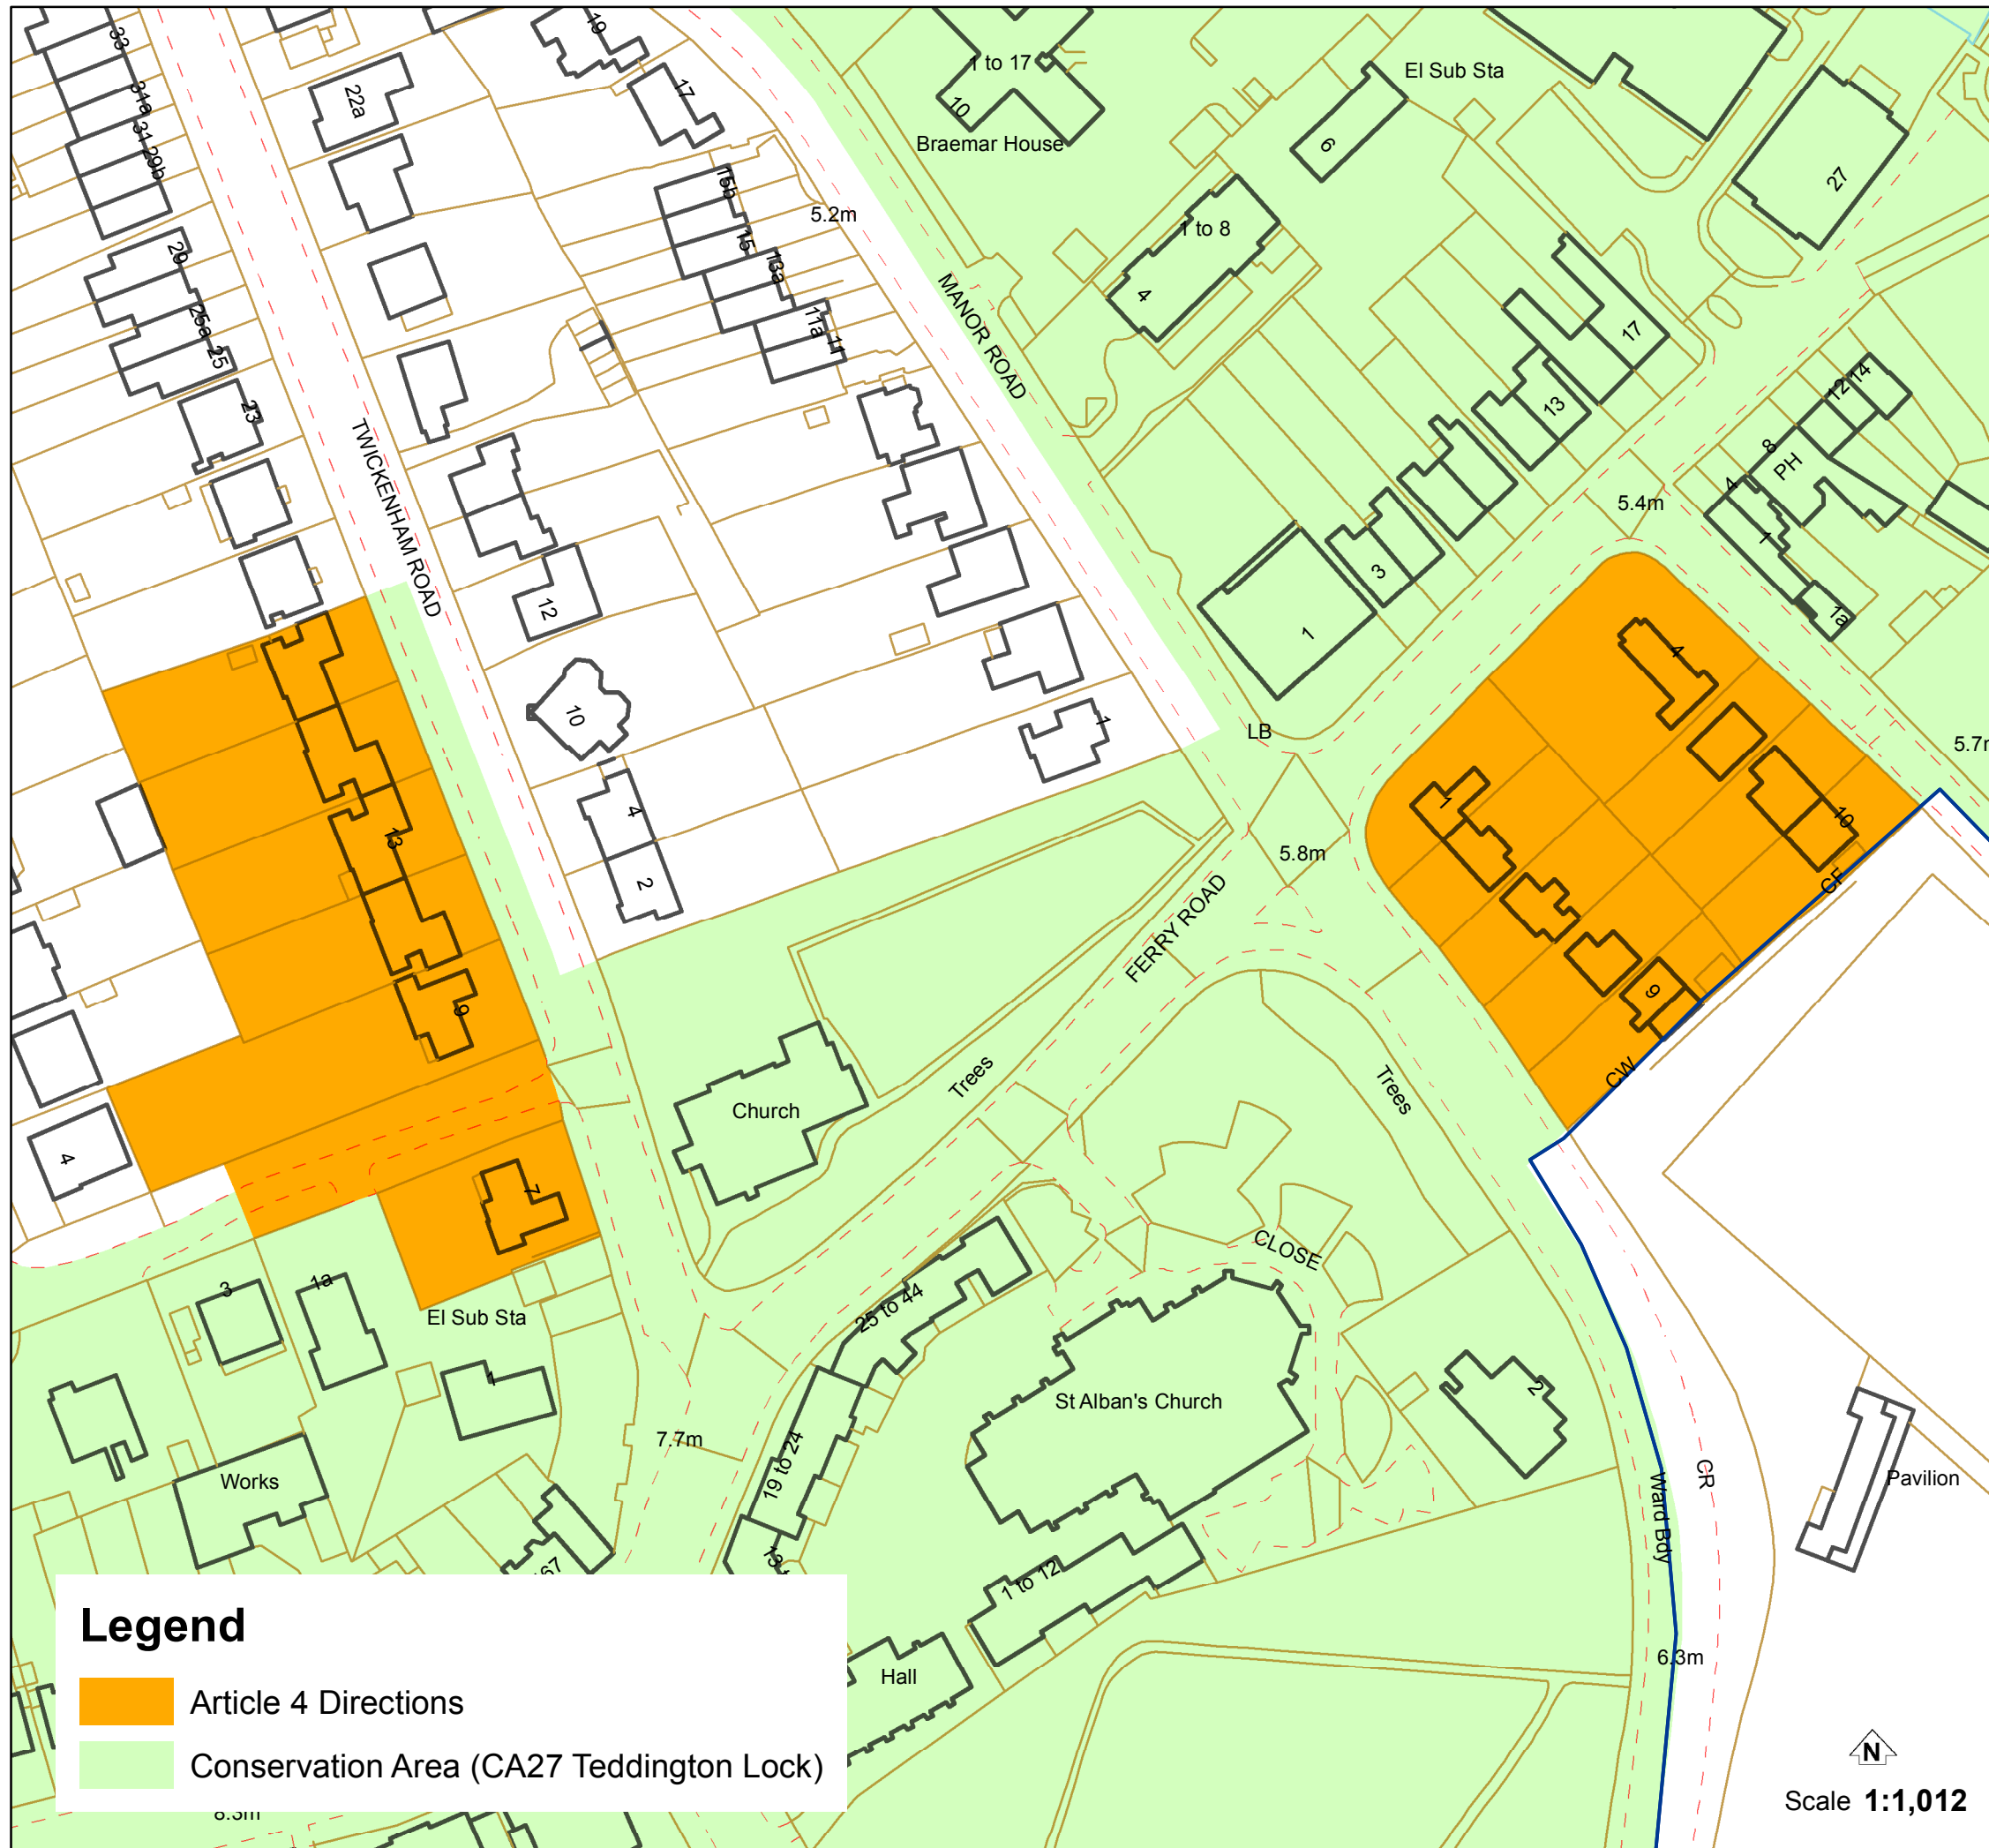 33
31a
31
29b
29
25a
25
23
22a
19
17
15b
15
13a
11a
11
5.2m
1 to 17
10
Braemar House
El Sub Sta
6
27
1 to 8
4
MANOR ROAD
TWICKENHAM ROAD
17
13
3
1
12
14
8
PH
4
1
1a
5.4m
12
10
4
2
1
LB
5.8m
FERRY ROAD
4
10
1
9
CF
CW
5.7m
13
9
7
4
Church
Trees
Trees
CLOSE
3
1a
El Sub Sta
1
Works
7.7m
25 to 44
19 to 24
St Alban's Church
2
1 to 12
Hall
Ward Bdy
CR
Pavilion
6.3m
Legend
Article 4 Directions
Conservation Area (CA27 Teddington Lock)
8.3m
N
Scale 1:1,012